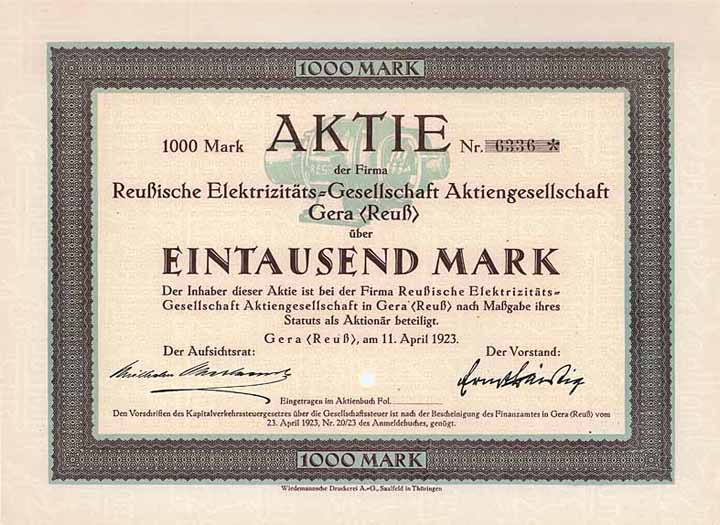 1000 MARK
1000 Mark AKTIE Nr. 6336 *
der Firma
Reußische Elektrizitäts-Gesellschaft Aktiengesellschaft
Gera (Reuß)
über
EINTAUSEND MARK
Der Inhaber dieser Aktie ist bei der Firma Reußische Elektrizitäts-
Gesellschaft Aktiengesellschaft in Gera (Reuß) nach Maßgabe ihres
Statuts als Aktionär beteiligt.
Gera (Reuß), am 11. April 1923.
Der Aufsichtsrat: Der Vorstand:
Eingetragen im Aktienbuch Fol.
Den Vorschriften des Kapitalverkehrssteuergesetzes über die Gesellschaftssteuer ist nach der Bescheinigung des Finanzamtes in Gera (Reuß) vom
23. April 1923, Nr. 20/23 des Anmeldebuches, genügt.
1000 MARK
Wiedemannsche Druckerei A.-G., Saalfeld in Thüringen